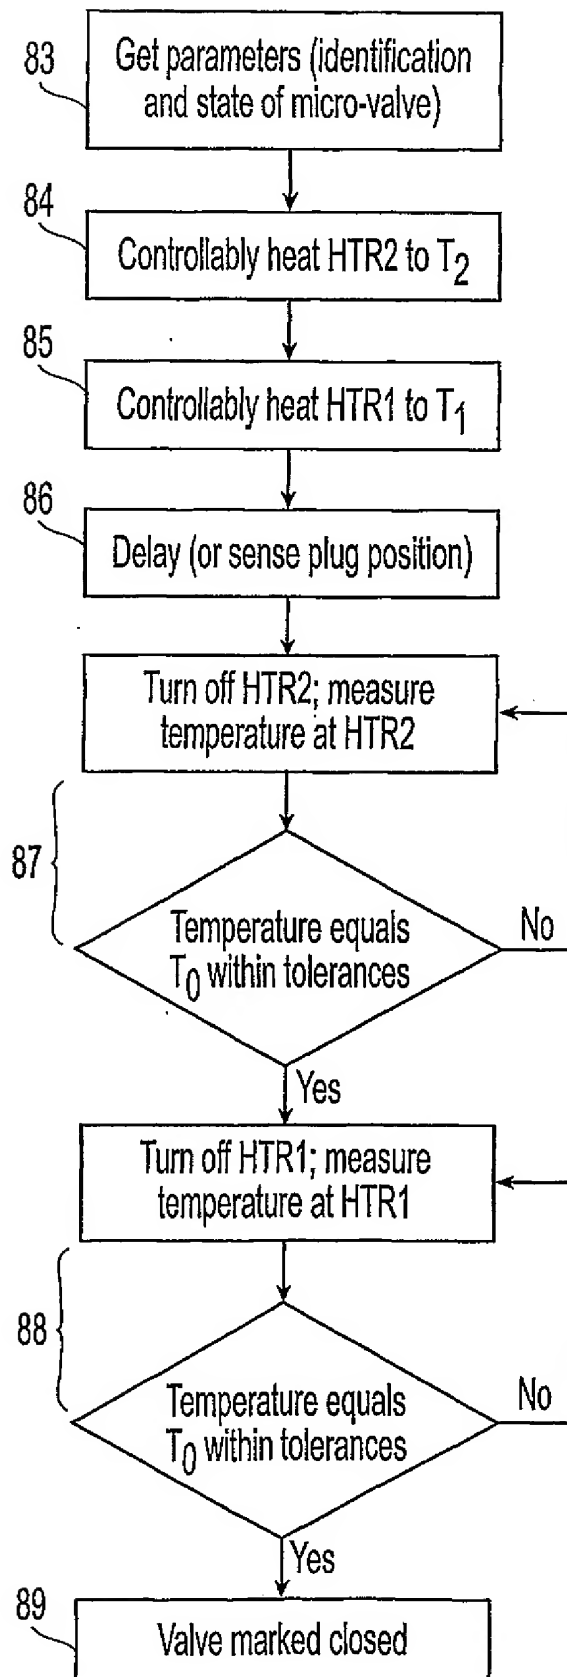 83
Get parameters (identification
and state of micro-valve)
84
Controllably heat HTR2 to T2
85
Controllably heat HTR1 to T1
86
Delay (or sense plug position)
Turn off HTR2; measure
temperature at HTR2
87
Temperature equals
T0 within tolerances
No
Yes
Turn off HTR1; measure
temperature at HTR1
88
Temperature equals
T0 within tolerances
No
Yes
89
Valve marked closed